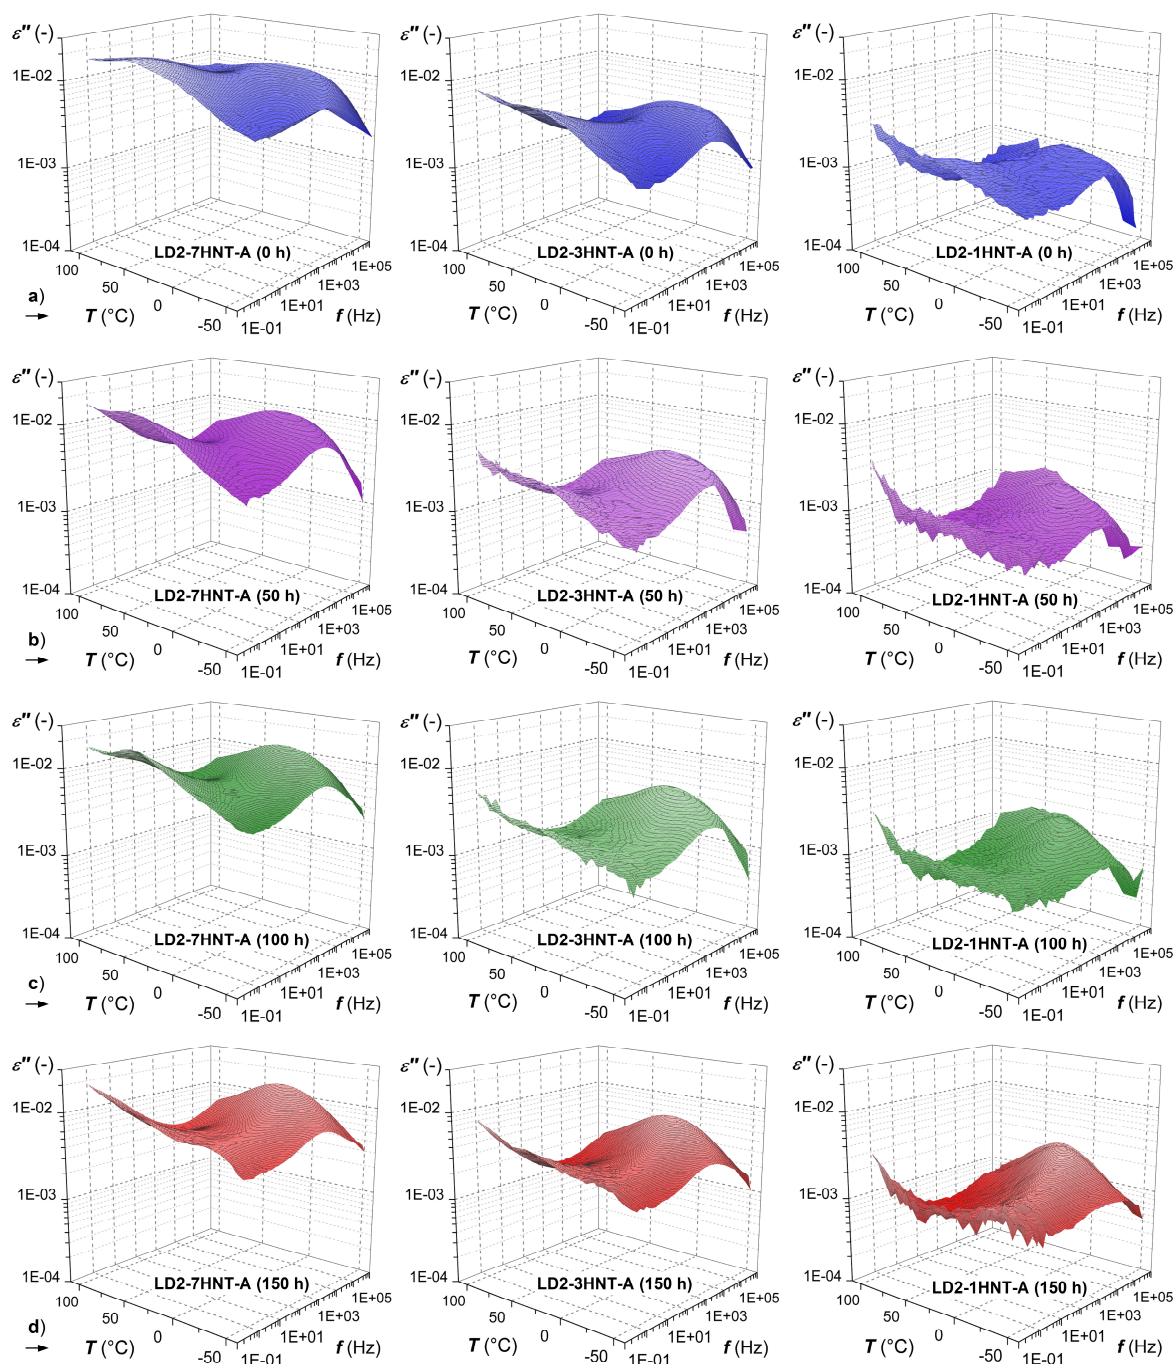 ε″ (-)
1E-02
1E-03
1E-04
100
50
0
-50
T (°C)
1E-01
1E+01
1E+03
1E+05
f (Hz)
LD2-7HNT-A (0 h)
ε″ (-)
1E-02
1E-03
1E-04
100
50
0
-50
T (°C)
1E-01
1E+01
1E+03
1E+05
f (Hz)
LD2-3HNT-A (0 h)
ε″ (-)
1E-02
1E-03
1E-04
100
50
0
-50
T (°C)
1E-01
1E+01
1E+03
1E+05
f (Hz)
LD2-1HNT-A (0 h)
a)
ε″ (-)
1E-02
1E-03
1E-04
100
50
0
-50
T (°C)
1E-01
1E+01
1E+03
1E+05
f (Hz)
LD2-7HNT-A (50 h)
ε″ (-)
1E-02
1E-03
1E-04
100
50
0
-50
T (°C)
1E-01
1E+01
1E+03
1E+05
f (Hz)
LD2-3HNT-A (50 h)
ε″ (-)
1E-02
1E-03
1E-04
100
50
0
-50
T (°C)
1E-01
1E+01
1E+03
1E+05
f (Hz)
LD2-1HNT-A (50 h)
b)
ε″ (-)
1E-02
1E-03
1E-04
100
50
0
-50
T (°C)
1E-01
1E+01
1E+03
1E+05
f (Hz)
LD2-7HNT-A (100 h)
ε″ (-)
1E-02
1E-03
1E-04
100
50
0
-50
T (°C)
1E-01
1E+01
1E+03
1E+05
f (Hz)
LD2-3HNT-A (100 h)
ε″ (-)
1E-02
1E-03
1E-04
100
50
0
-50
T (°C)
1E-01
1E+01
1E+03
1E+05
f (Hz)
LD2-1HNT-A (100 h)
c)
ε″ (-)
1E-02
1E-03
1E-04
100
50
0
-50
T (°C)
1E-01
1E+01
1E+03
1E+05
f (Hz)
LD2-7HNT-A (150 h)
ε″ (-)
1E-02
1E-03
1E-04
100
50
0
-50
T (°C)
1E-01
1E+01
1E+03
1E+05
f (Hz)
LD2-3HNT-A (150 h)
ε″ (-)
1E-02
1E-03
1E-04
100
50
0
-50
T (°C)
1E-01
1E+01
1E+03
1E+05
f (Hz)
LD2-1HNT-A (150 h)
d)